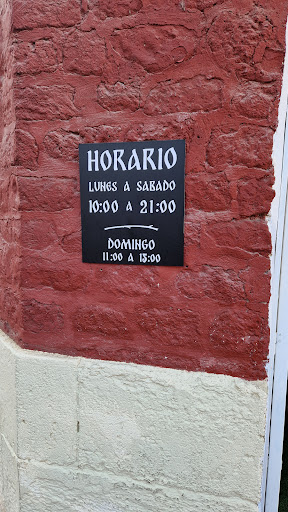 HORARIO
LUNES A SABADO
10:00 A 21:00
DOMINGO
11:00 A 15:00